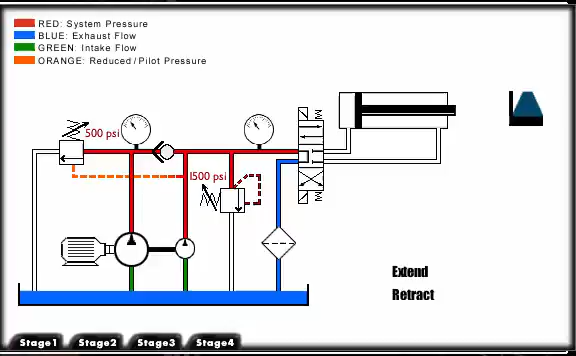 RED: System Pressure
BLUE: Exhaust Flow
GREEN: Intake Flow
ORANGE: Reduced/Pilot Pressure
500 psi
1500 psi
Extend
Retract
Stage1 Stage2 Stage3 Stage4